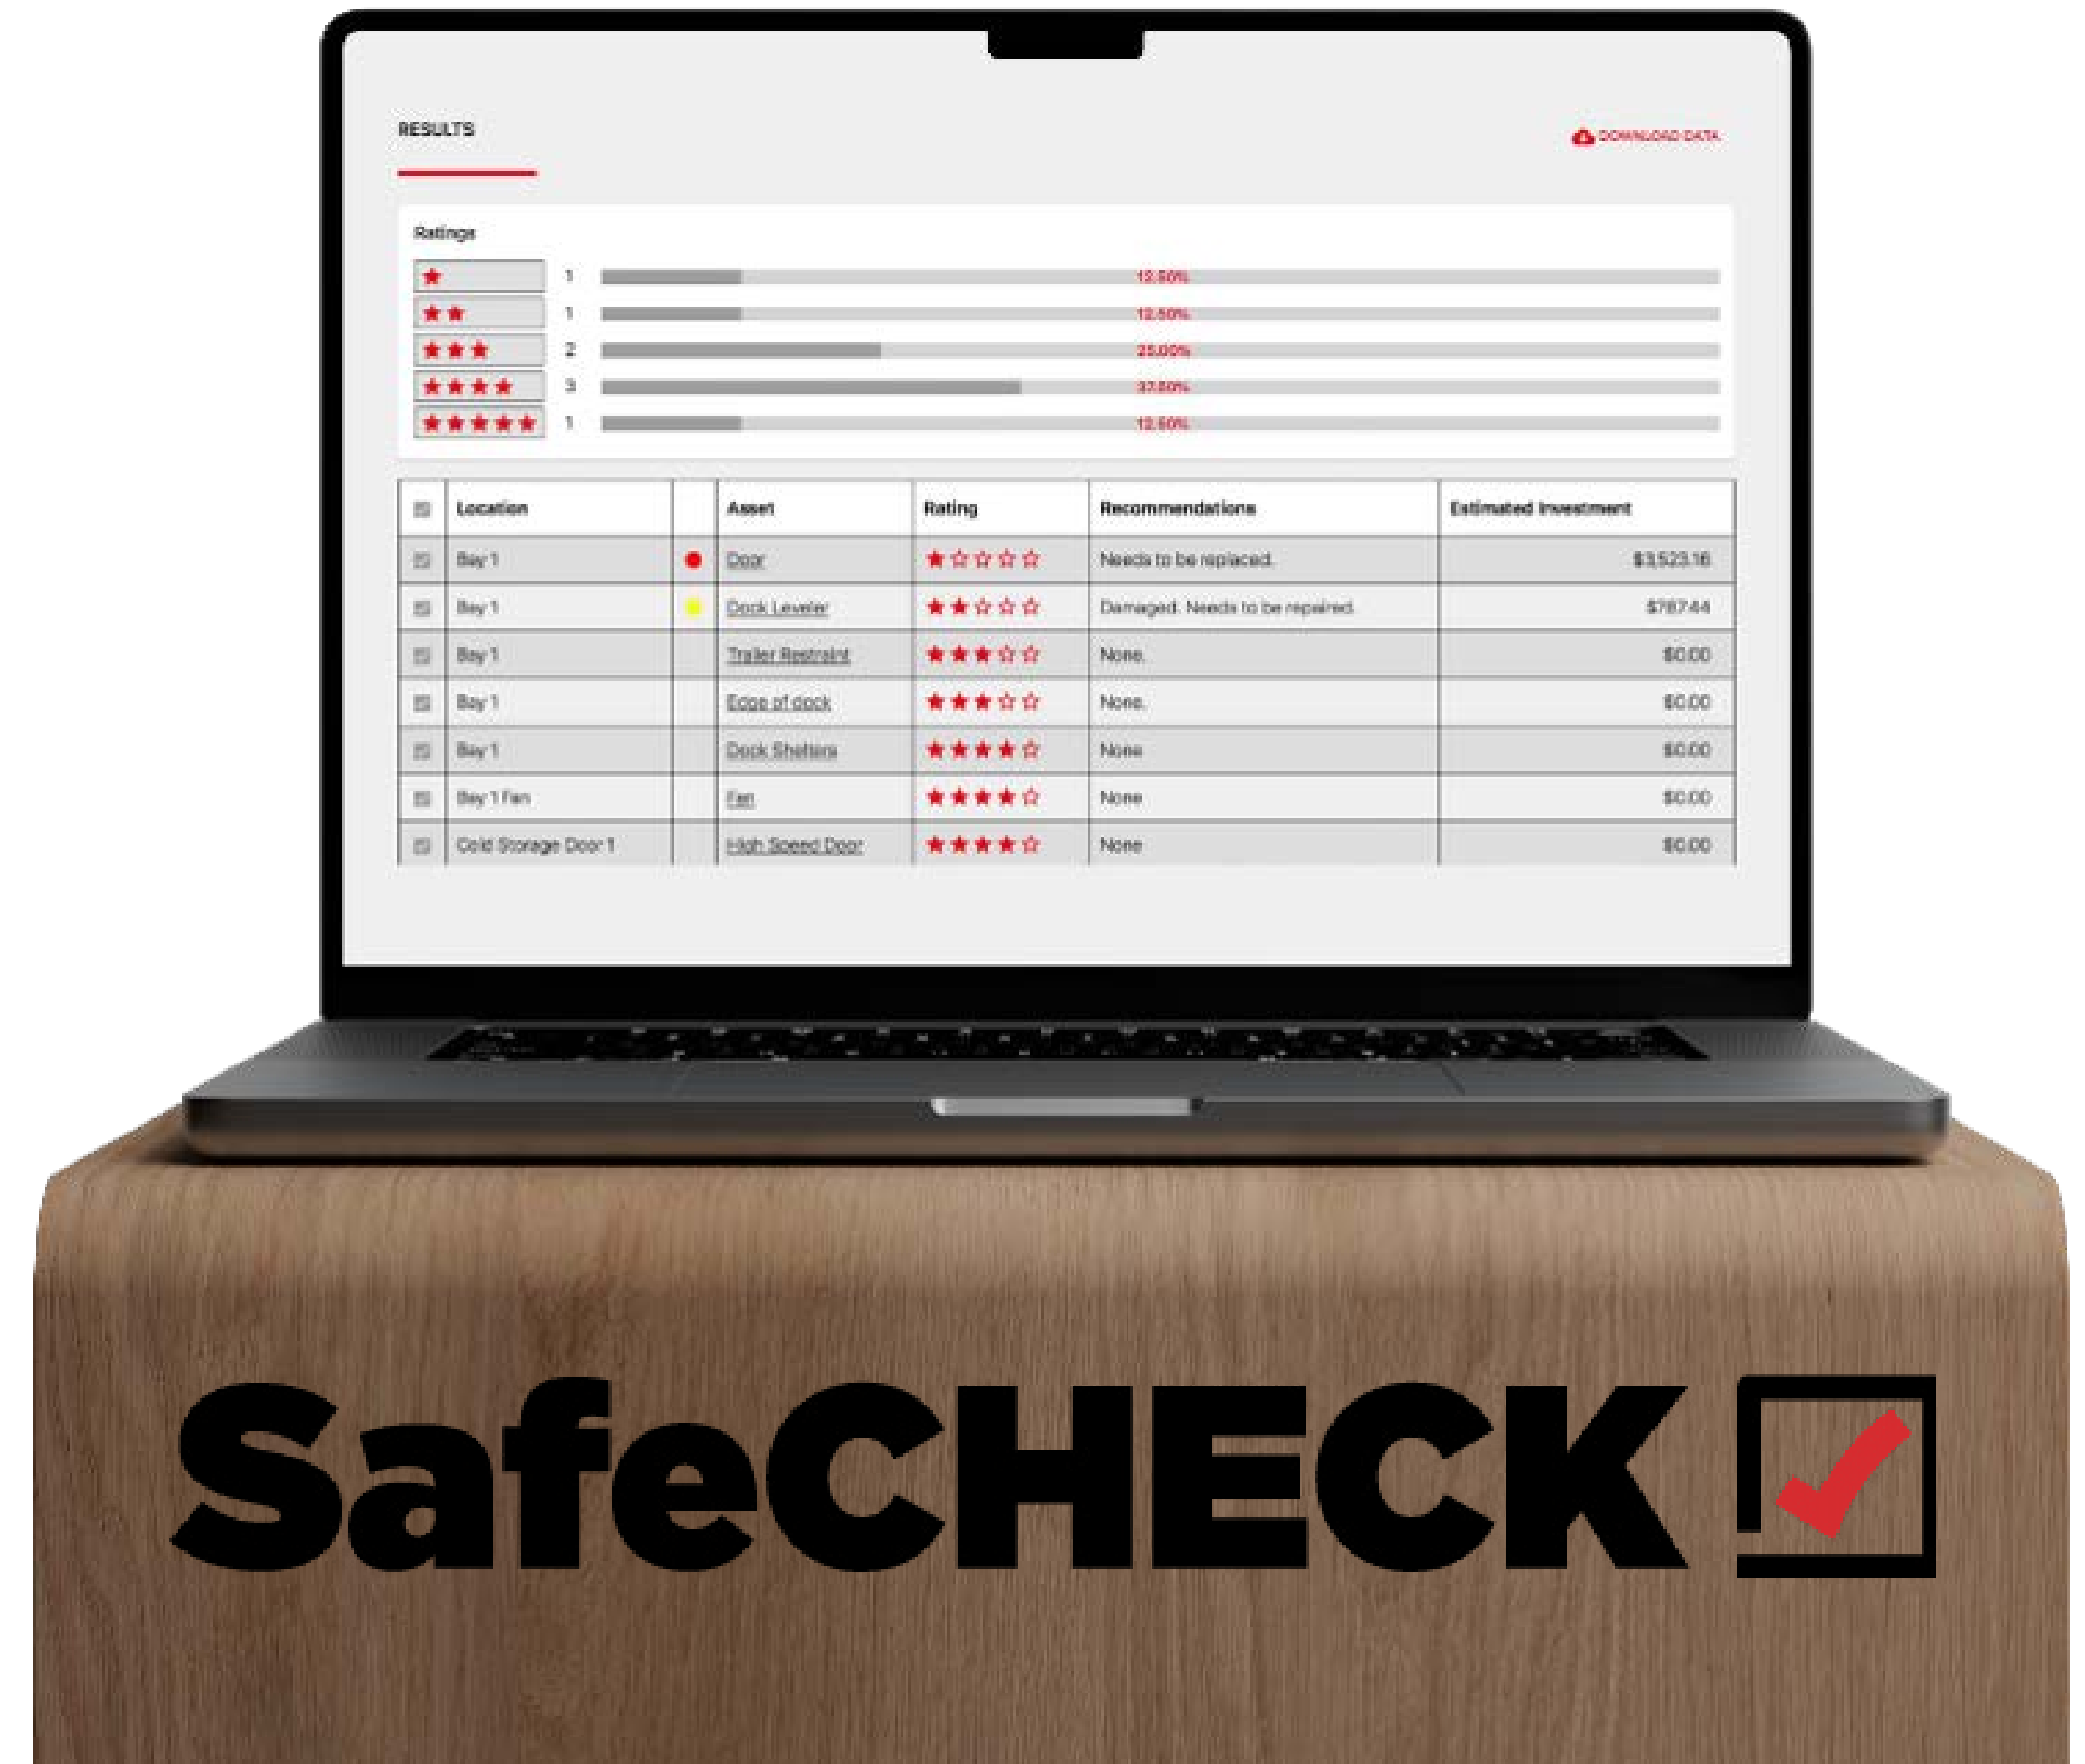 RESULTS
DOWNLOAD DATA
Ratings
1 12.50%
1 12.50%
2 25.00%
3 37.50%
1 12.50%
Location Asset Rating Recommendations Estimated Investment
Bay 1 Door Needs to be replaced. $3,523.16
Bay 1 Dock Leveler Damaged. Needs to be repaired. $787.44
Bay 1 Trailer Restraint None. $0.00
Bay 1 Edge of dock None. $0.00
Bay 1 Dock Shelters None $0.00
Bay 1 Fan Fan None $0.00
Cold Storage Door 1 High Speed Door None $0.00
SafeCHECK